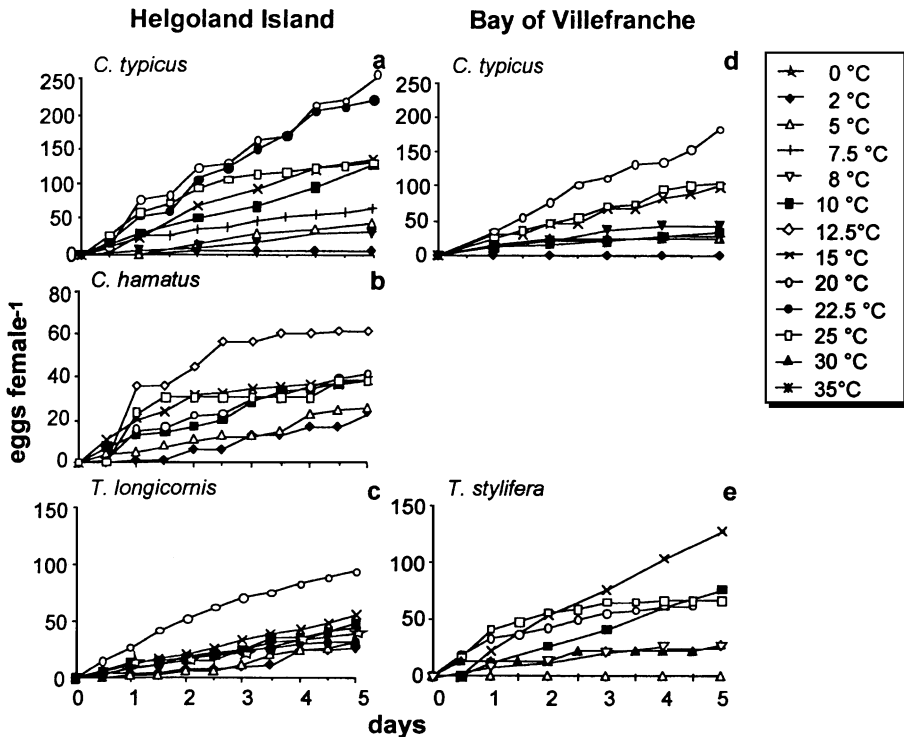 Helgoland Island
Bay of Villefranche
a
C. typicus
250
200
150
100
50
0
d
C. typicus
250
200
150
100
50
0
0 °C
2 °C
5 °C
7.5 °C
8 °C
10 °C
12.5°C
15 °C
20 °C
22.5 °C
25 °C
30 °C
35°C
eggs female-1
C. hamatus
b
80
60
40
20
0
T. longicornis
c
150
100
50
0
0 1 2 3 4 5
T. stylifera
e
150
100
50
0
0 1 2 3 4 5
days